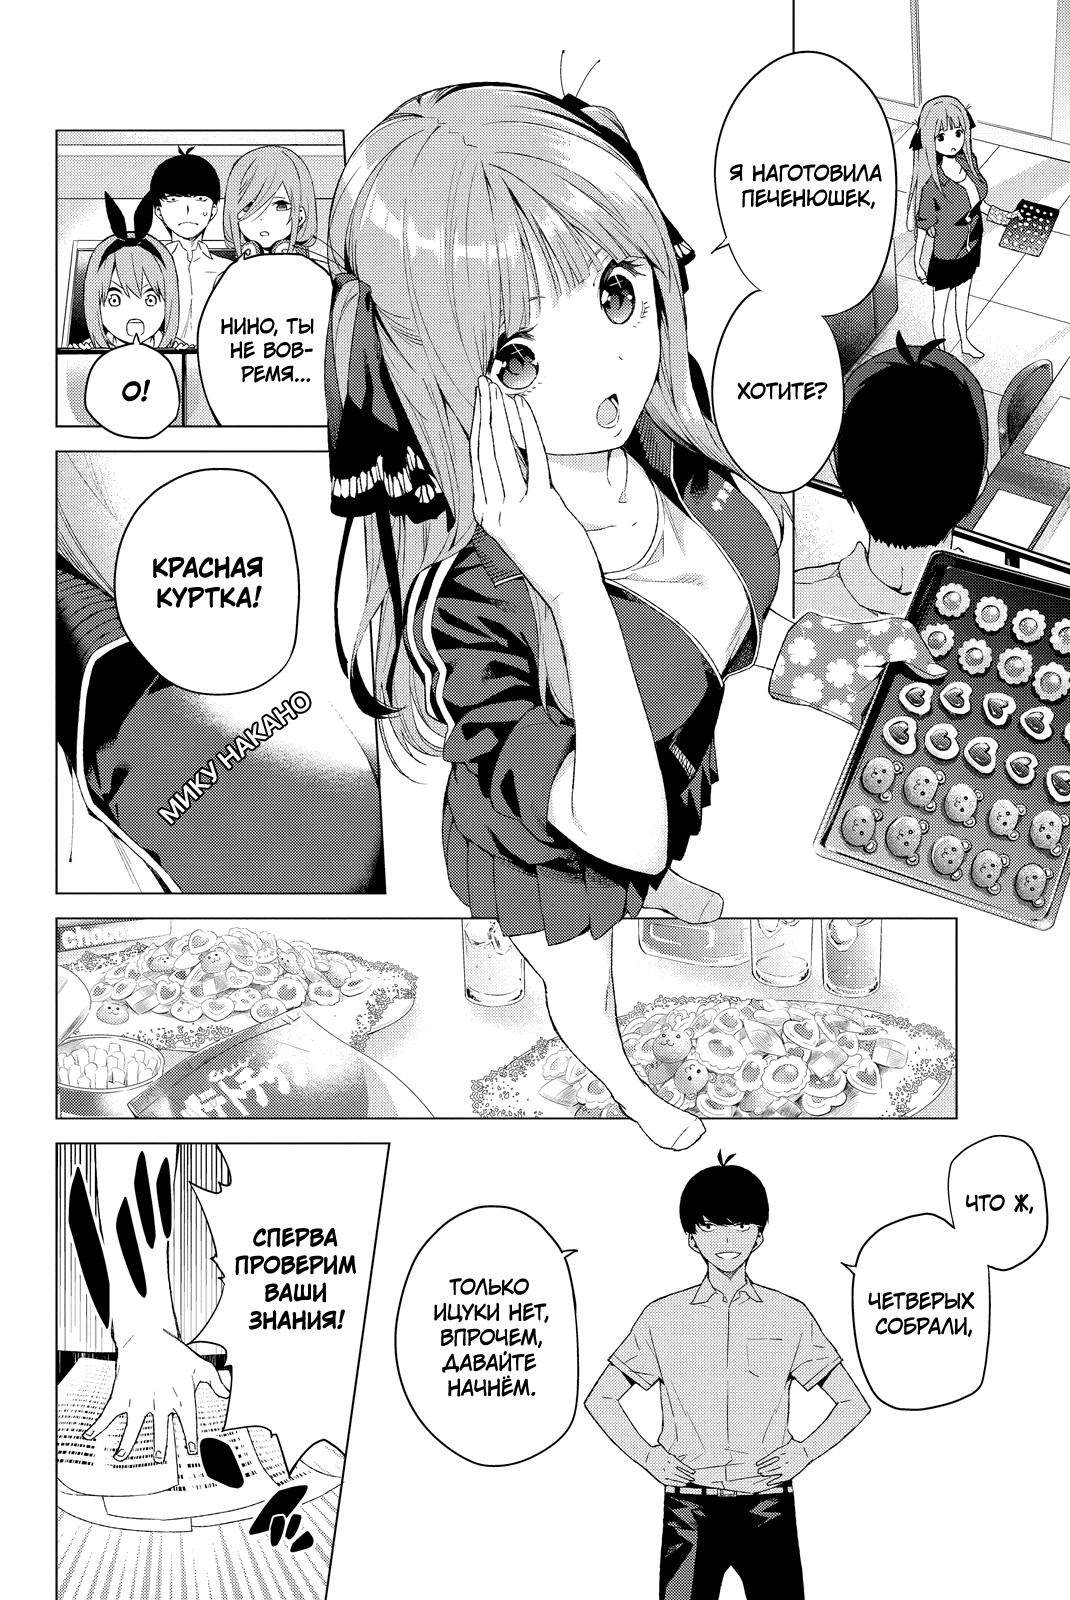 Я НАГОТОВИЛА
ПЕЧЕНЮШЕК,
ХОТИТЕ?
НИНО, ТЫ
НЕ ВОВ-
РЕМЯ...
О!
КРАСНАЯ
КУРТКА!
МИКУ НАКАНО
Choco
ЧТО Ж,
ЧЕТВЕРЫХ
СОБРАЛИ,
ТОЛЬКО
ИЦУКИ НЕТ,
ВПРОЧЕМ,
ДАВАЙТЕ
НАЧНЁМ.
СПЕРВА
ПРОВЕРИМ
ВАШИ
ЗНАНИЯ!